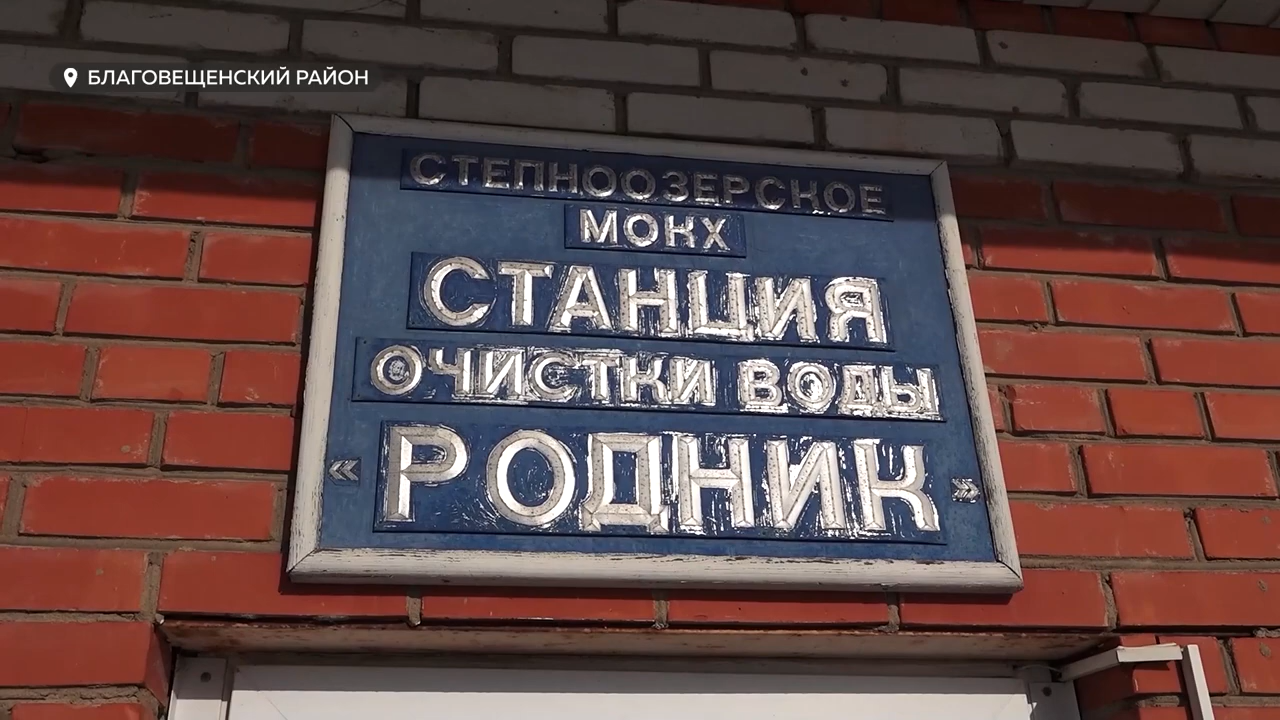 БЛАГОВЕЩЕНСКИЙ РАЙОН
СТЕПНООЗЕРСКОЕ
МОКХ
СТАНЦИЯ
ОЧИСТКИ ВОДЫ
«РОДНИК»